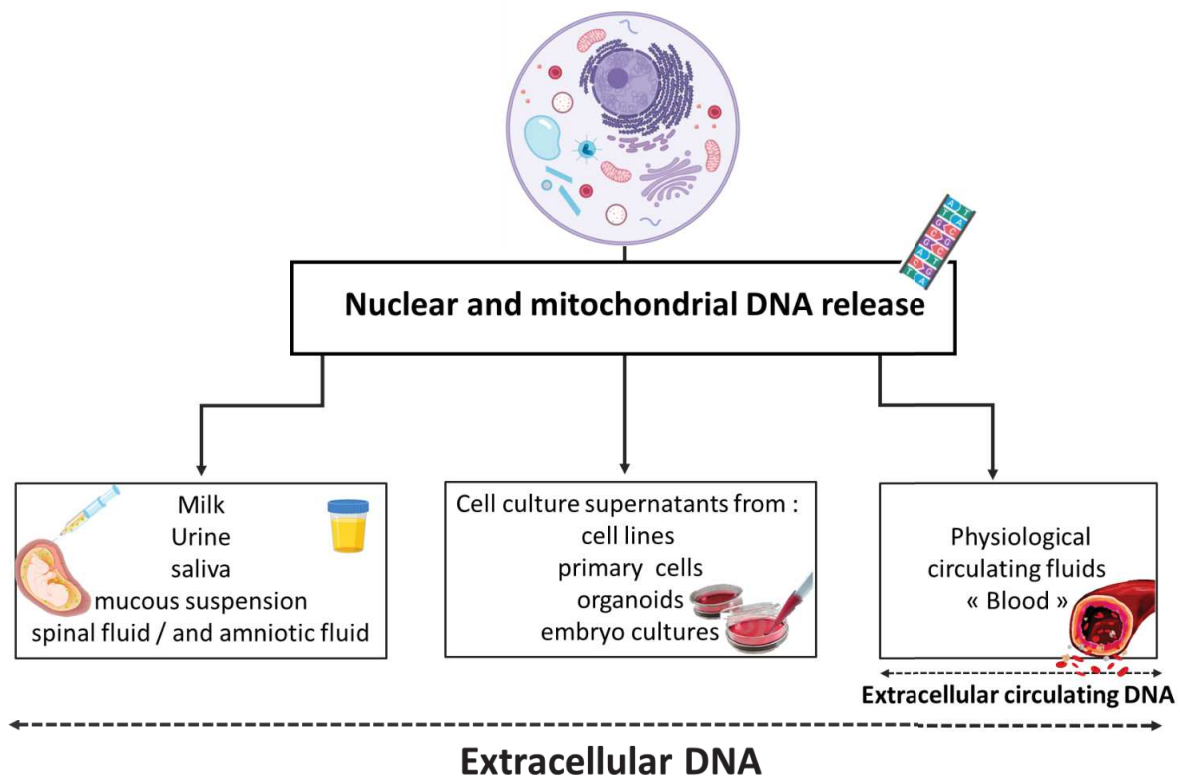 Nuclear and mitochondrial DNA release
A T
T A
G C
C G
G C
A T
C G
T A
Milk
Urine
saliva
mucous suspension
spinal fluid / and amniotic fluid
Cell culture supernatants from :
cell lines
primary  cells
organoids
embryo cultures
Physiological
circulating fluids
« Blood »
Extracellular circulating DNA
Extracellular DNA